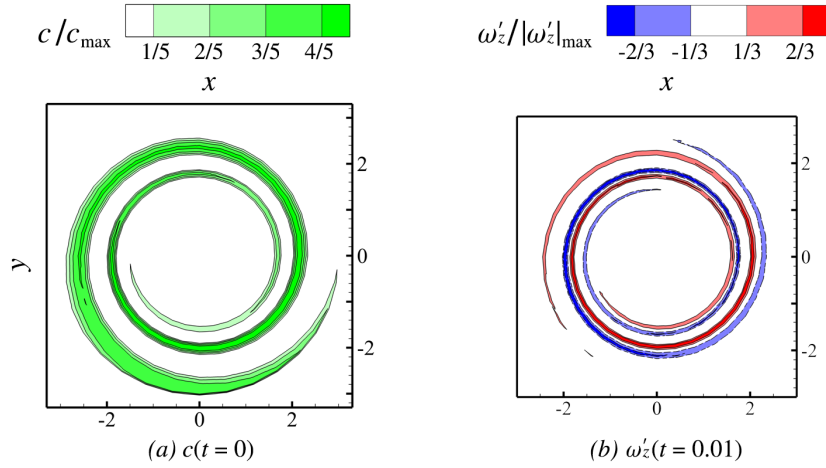 c/c_max
1/5 2/5 3/5 4/5
x
y
2
0
-2
-2 0 2
(a) c(t = 0)
ω′_z/|ω′_z|_max
-2/3 -1/3 1/3 2/3
x
2
0
-2
-2 0 2
(b) ω′_z(t = 0.01)